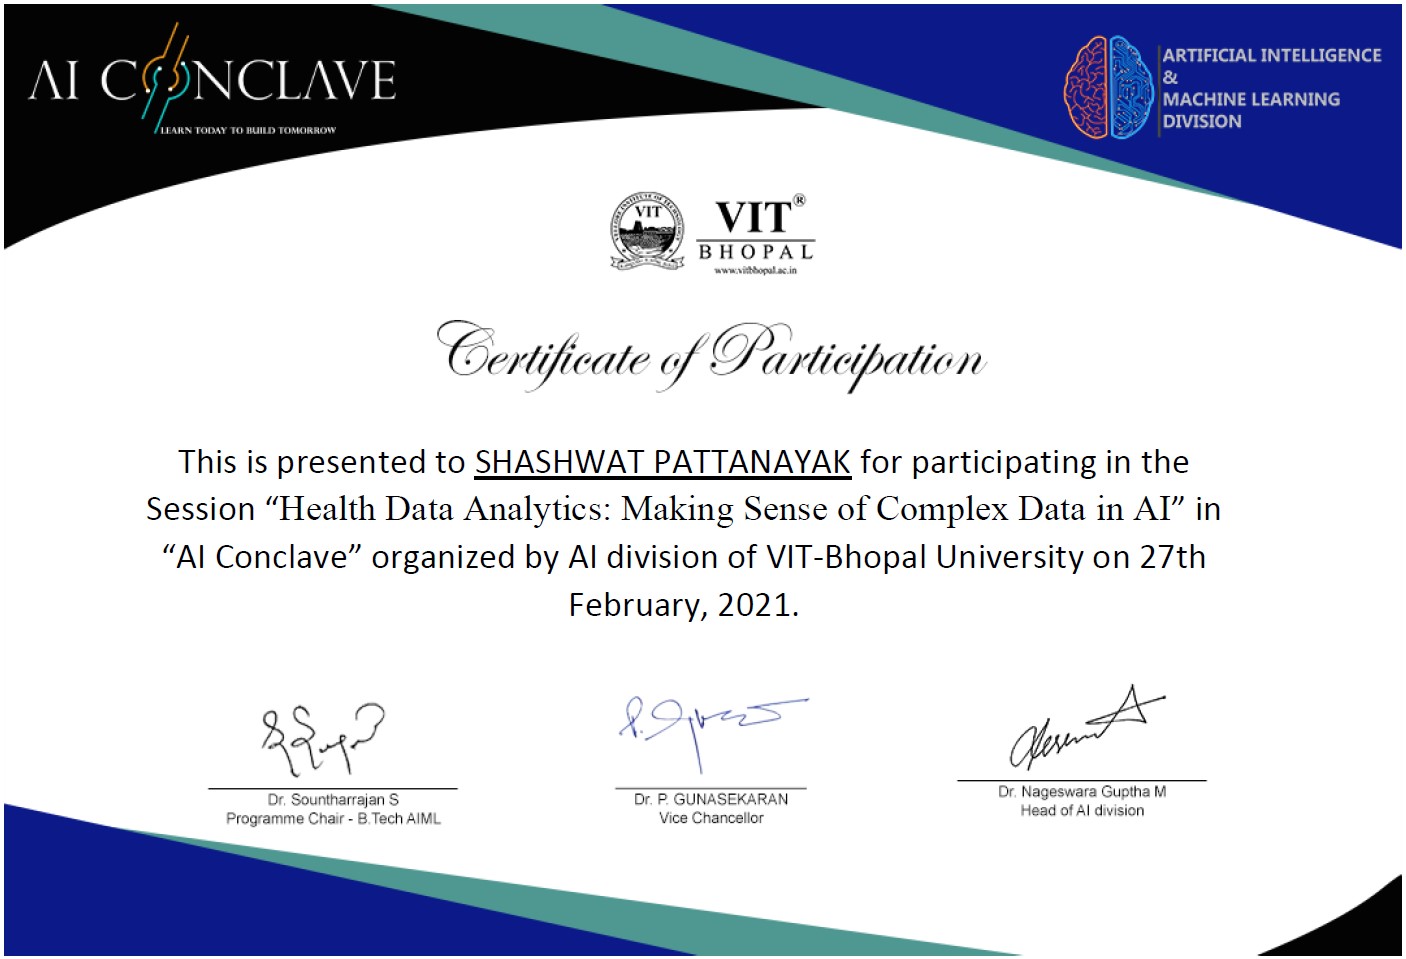 AI CONCLAVE
LEARN TODAY TO BUILD TOMORROW
ARTIFICIAL INTELLIGENCE
&
MACHINE LEARNING
DIVISION
VIT
VIT®
BHOPAL
www.vitbhopal.ac.in
Certificate of Participation
This is presented to SHASHWAT PATTANAYAK for participating in the
Session “Health Data Analytics: Making Sense of Complex Data in AI” in
“AI Conclave” organized by AI division of VIT-Bhopal University on 27th
February, 2021.
Dr. Sountharrajan S
Programme Chair - B.Tech AIML
Dr. P. GUNASEKARAN
Vice Chancellor
Dr. Nageswara Guptha M
Head of AI division